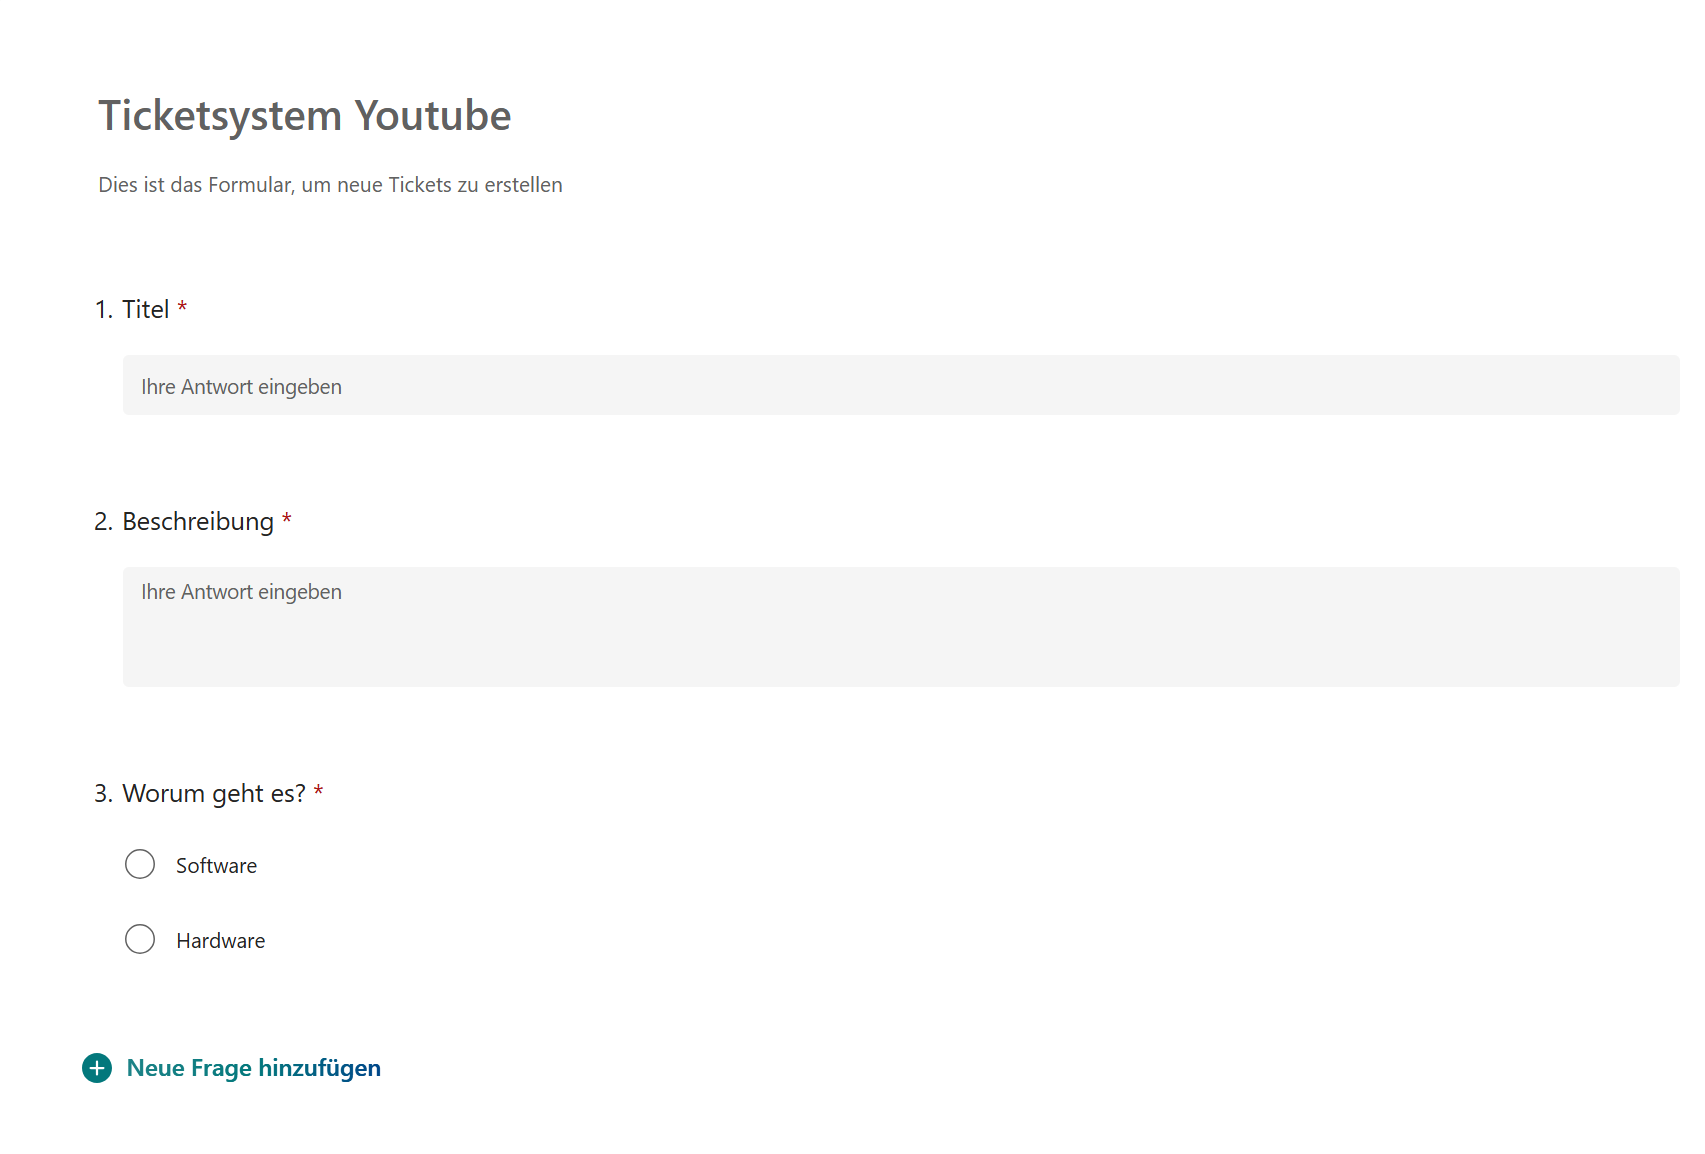 Ticketsystem Youtube
Dies ist das Formular, um neue Tickets zu erstellen
1. Titel *
Ihre Antwort eingeben
2. Beschreibung *
Ihre Antwort eingeben
3. Worum geht es? *
Software
Hardware
Neue Frage hinzufügen